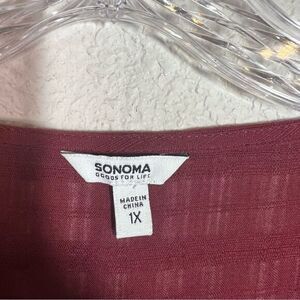 SONOMA
GOODS FOR LIFE
MADE IN
CHINA
1X